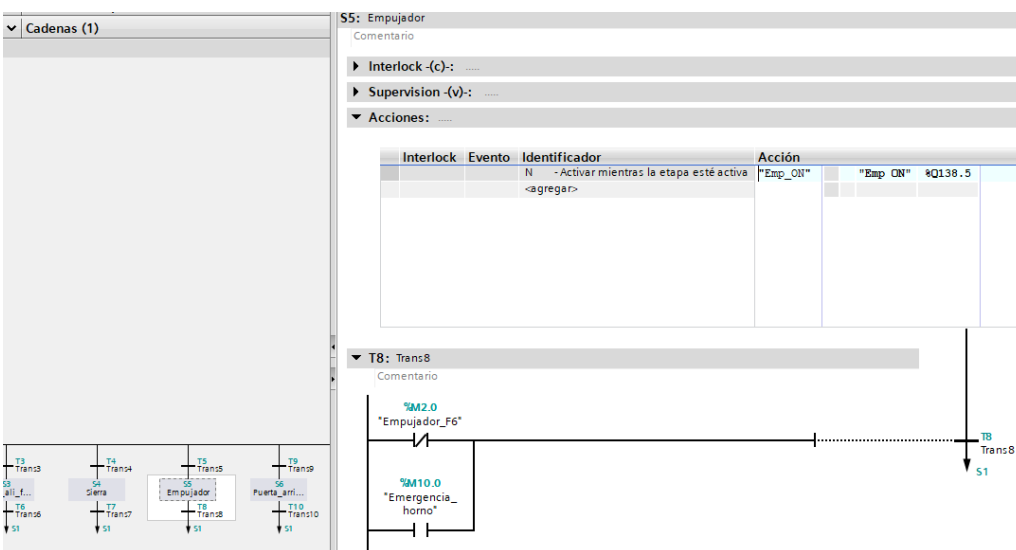 Cadenas (1)
S5: Empujador
Comentario
Interlock -(c)-: .....
Supervision -(v)-: .....
Acciones: .....
Interlock Evento Identificador Acción
N - Activar mientras la etapa esté activa "Emp_ON" "Emp ON" %Q138.5
<agregar>
T8: Trans8
Comentario
%M2.0
"Empujador_F6"
%M10.0
"Emergencia_
horno"
T8
Trans8
S1
T3
Trans3
T4
Trans4
T5
Trans5
T9
Trans9
S3
_ali_f...
S4
Sierra
S5
Empujador
S6
Puerta_arri...
T6
Trans6
T7
Trans7
T8
Trans8
T10
Trans10
S1
S1
S1
S1